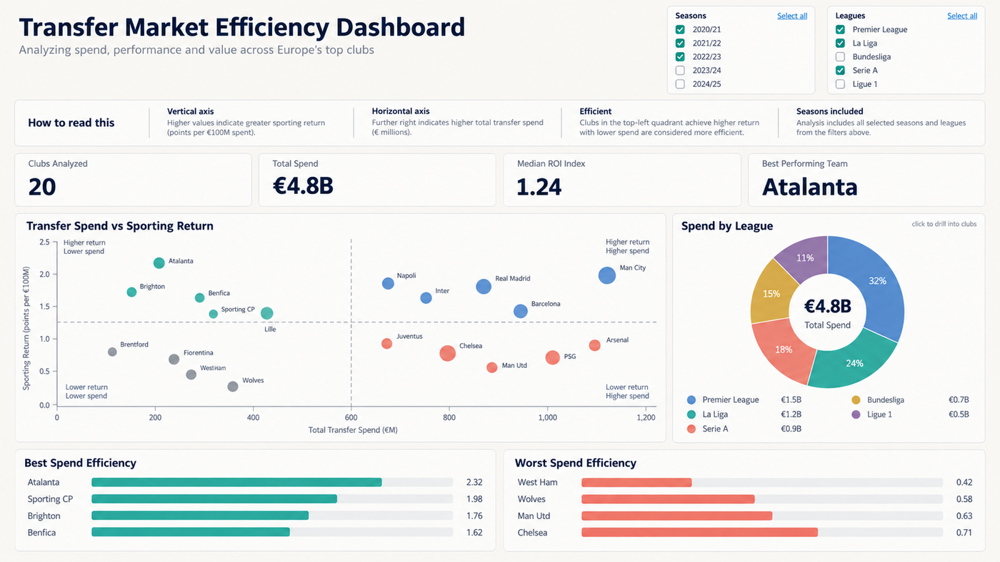 Transfer Market Efficiency Dashboard
Analyzing spend, performance and value across Europe's top clubs
Seasons Select all
2020/21
2021/22
2022/23
2023/24
2024/25
Leagues Select all
Premier League
La Liga
Bundesliga
Serie A
Ligue 1
How to read this
Vertical axis
Higher values indicate greater sporting return
(points per €100M spent).
Horizontal axis
Further right indicates higher total transfer spend
(€ millions).
Efficient
Clubs in the top-left quadrant achieve higher return
with lower spend are considered more efficient.
Seasons included
Analysis includes all selected seasons and leagues
from the filters above.
Clubs Analyzed
20
Total Spend
€4.8B
Median ROI Index
1.24
Best Performing Team
Atalanta
Transfer Spend vs Sporting Return
Sporting Return (points per €100M)
2.5
2.0
1.5
1.0
0.5
0.0
Higher return
Lower spend
Higher return
Higher spend
Atalanta
Brighton
Benfica
Sporting CP
Lille
Napoli
Inter
Real Madrid
Barcelona
Man City
Brentford
Fiorentina
West Ham
Wolves
Juventus
Chelsea
Man Utd
PSG
Arsenal
Lower return
Lower spend
Lower return
Higher spend
0 200 400 600 800 1,000 1,200
Total Transfer Spend (€M)
Spend by League
click to drill into clubs
11%
32%
15%
18%
24%
€4.8B
Total Spend
Premier League €1.5B
La Liga €1.2B
Serie A €0.9B
Bundesliga €0.7B
Ligue 1 €0.5B
Best Spend Efficiency
Atalanta 2.32
Sporting CP 1.98
Brighton 1.76
Benfica 1.62
Worst Spend Efficiency
West Ham 0.42
Wolves 0.58
Man Utd 0.63
Chelsea 0.71